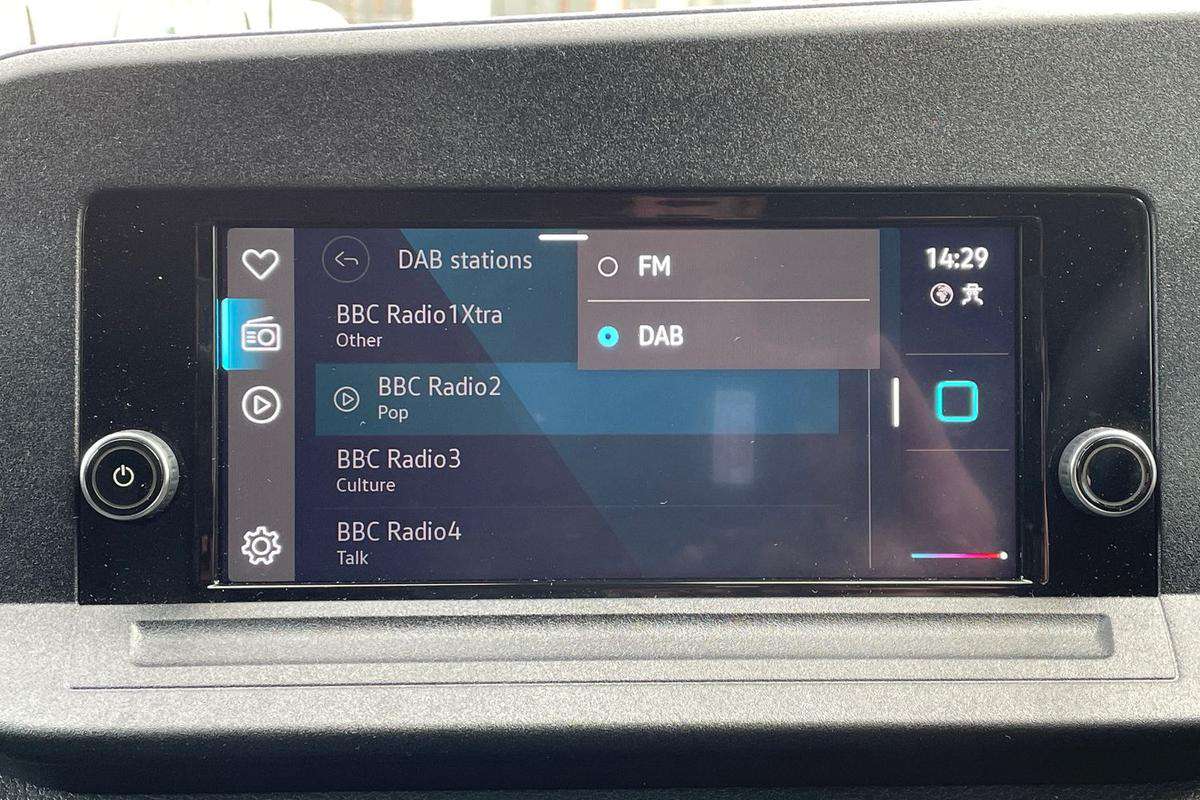 DAB stations
FM
14:29
BBC Radio1Xtra
Other
DAB
BBC Radio2
Pop
BBC Radio3
Culture
BBC Radio4
Talk